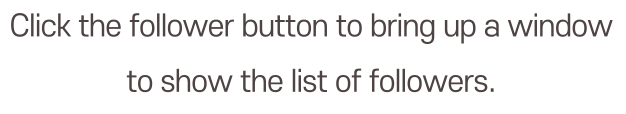 Click the follower button to bring up a window
to show the list of followers.